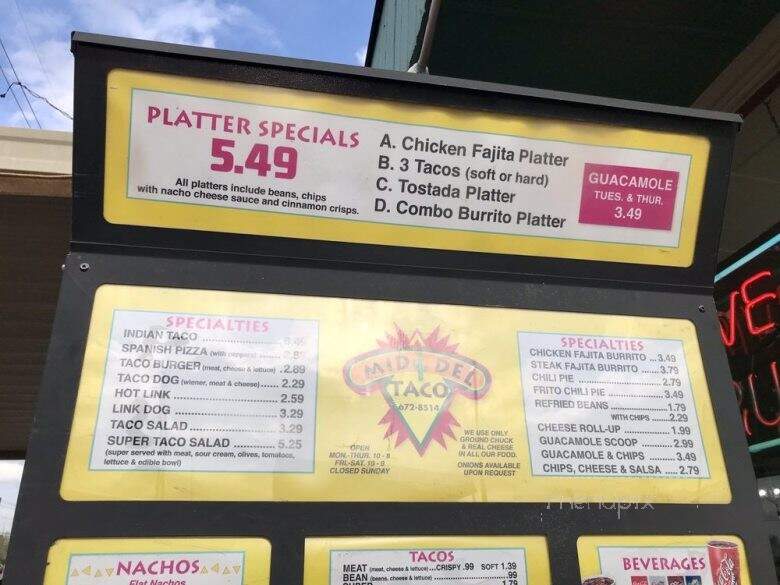 PLATTER SPECIALS
5.49
All platters include beans, chips
with nacho cheese sauce and cinnamon crisps.
A. Chicken Fajita Platter
B. 3 Tacos (soft or hard)
C. Tostada Platter
D. Combo Burrito Platter
GUACAMOLE
TUES. & THUR.
3.49
SPECIALTIES
INDIAN TACO
SPANISH PIZZA (with peppers)
TACO BURGER (meat, cheese & lettuce) .2.89
TACO DOG (wiener, meat & cheese)..... 2.29
HOT LINK .................. 2.59
LINK DOG .................. 3.29
TACO SALAD .................. 3.29
SUPER TACO SALAD .......... 5.25
(super served with meat, sour cream, olives, tomatoes,
lettuce & edible bowl)
MID DEL
TACO
672-8514
OPEN
MON.-THUR. 10 - 8
FRI.-SAT. 10 - 9
CLOSED SUNDAY
WE USE ONLY
GROUND CHUCK
& REAL CHEESE
IN ALL OUR FOOD.
ONIONS AVAILABLE
UPON REQUEST
SPECIALTIES
CHICKEN FAJITA BURRITO ...3.49
STEAK FAJITA BURRITO ......3.79
CHILI PIE ..................2.79
FRITO CHILI PIE ..............3.49
REFRIED BEANS ..............1.79
WITH CHIPS .....2.29
CHEESE ROLL-UP ..........1.99
GUACAMOLE SCOOP .........2.99
GUACAMOLE & CHIPS .......3.49
CHIPS, CHEESE & SALSA ....2.79
NACHOS
Flat Nachos
TACOS
MEAT (meat, cheese & lettuce)...CRISPY .99 SOFT 1.39
BEAN (beans, cheese & lettuce) .................. .99
SUPER 1.79
BEVERAGES
VE